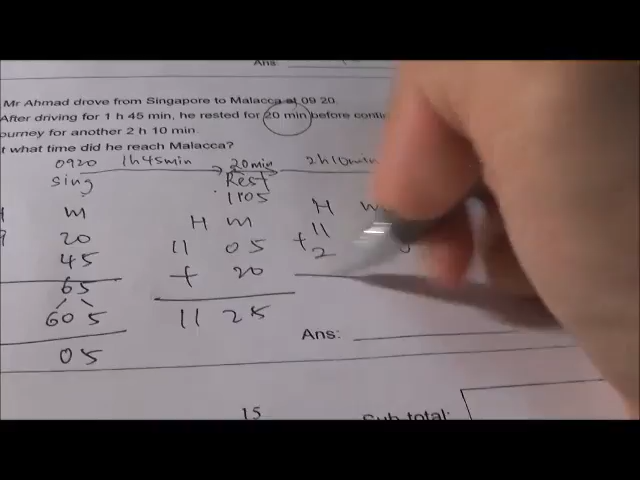 Ans:
Mr Ahmad drove from Singapore to Malacca at 09 20.
After driving for 1 h 45 min, he rested for 20 min before
ourney for another 2 h 10 min.
t what time did he reach Malacca?
0920 1h45min 20min 2h10min
Sing Rest
1105
M H M H
20 11 05 + 11
45 + 20 2
65
60 5 11 25
Ans:
05
15
Sub total: